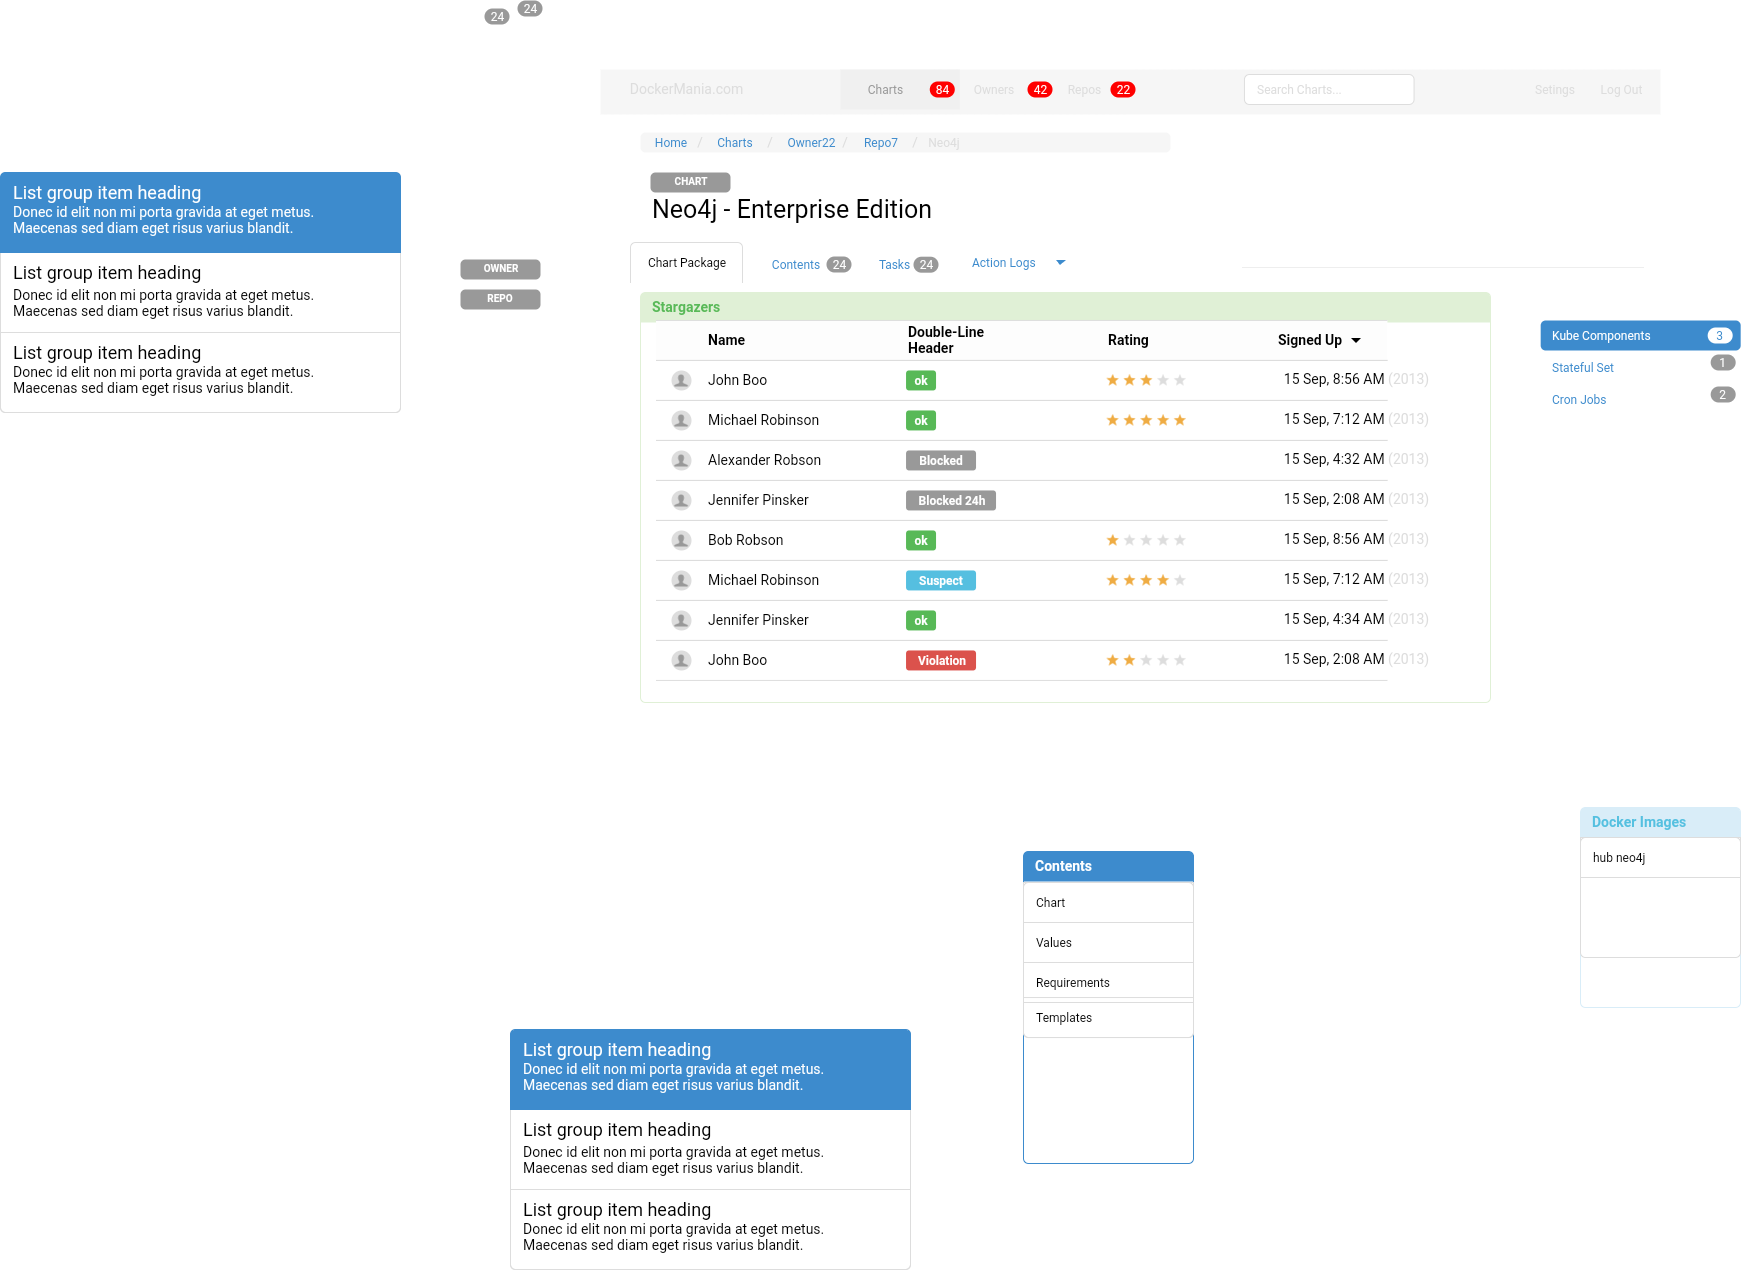 24
24
DockerMania.com
Charts 84 Owners 42 Repos 22
Search Charts...
Setings Log Out
Home / Charts / Owner22 / Repo7 / Neo4j
CHART
Neo4j - Enterprise Edition
List group item heading
Donec id elit non mi porta gravida at eget metus.
Maecenas sed diam eget risus varius blandit.
List group item heading
Donec id elit non mi porta gravida at eget metus.
Maecenas sed diam eget risus varius blandit.
List group item heading
Donec id elit non mi porta gravida at eget metus.
Maecenas sed diam eget risus varius blandit.
OWNER
REPO
Chart Package Contents 24 Tasks 24 Action Logs
Stargazers
Name Double-Line Header Rating Signed Up
John Boo ok 15 Sep, 8:56 AM (2013)
Michael Robinson ok 15 Sep, 7:12 AM (2013)
Alexander Robson Blocked 15 Sep, 4:32 AM (2013)
Jennifer Pinsker Blocked 24h 15 Sep, 2:08 AM (2013)
Bob Robson ok 15 Sep, 8:56 AM (2013)
Michael Robinson Suspect 15 Sep, 7:12 AM (2013)
Jennifer Pinsker ok 15 Sep, 4:34 AM (2013)
John Boo Violation 15 Sep, 2:08 AM (2013)
Kube Components 3
Stateful Set 1
Cron Jobs 2
Docker Images
hub neo4j
Contents
Chart
Values
Requirements
Templates
List group item heading
Donec id elit non mi porta gravida at eget metus.
Maecenas sed diam eget risus varius blandit.
List group item heading
Donec id elit non mi porta gravida at eget metus.
Maecenas sed diam eget risus varius blandit.
List group item heading
Donec id elit non mi porta gravida at eget metus.
Maecenas sed diam eget risus varius blandit.